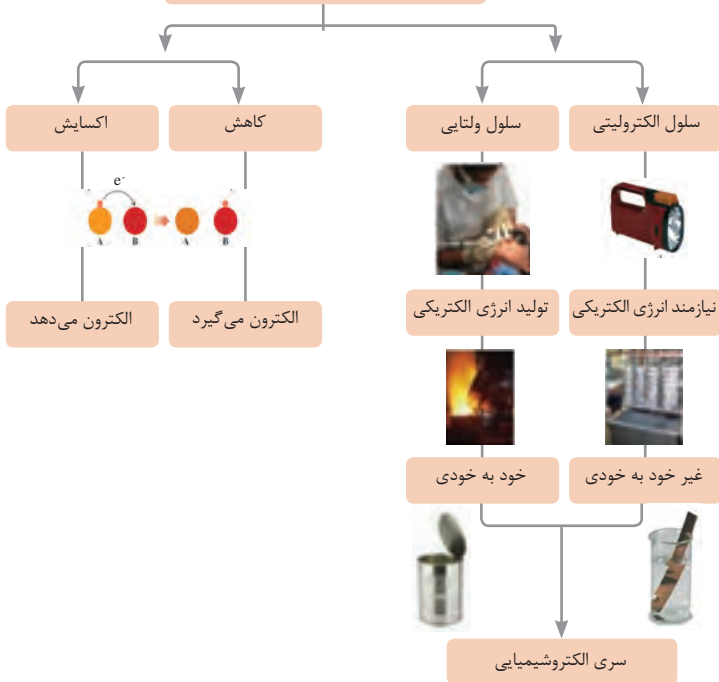 سلول الکترولیتی
سلول ولتایی
کاهش
اکسایش
e-
A B A B
نیازمند انرژی الکتریکی
تولید انرژی الکتریکی
الکترون می‌گیرد
الکترون می‌دهد
غیر خود به خودی
خود به خودی
سری الکتروشیمیایی